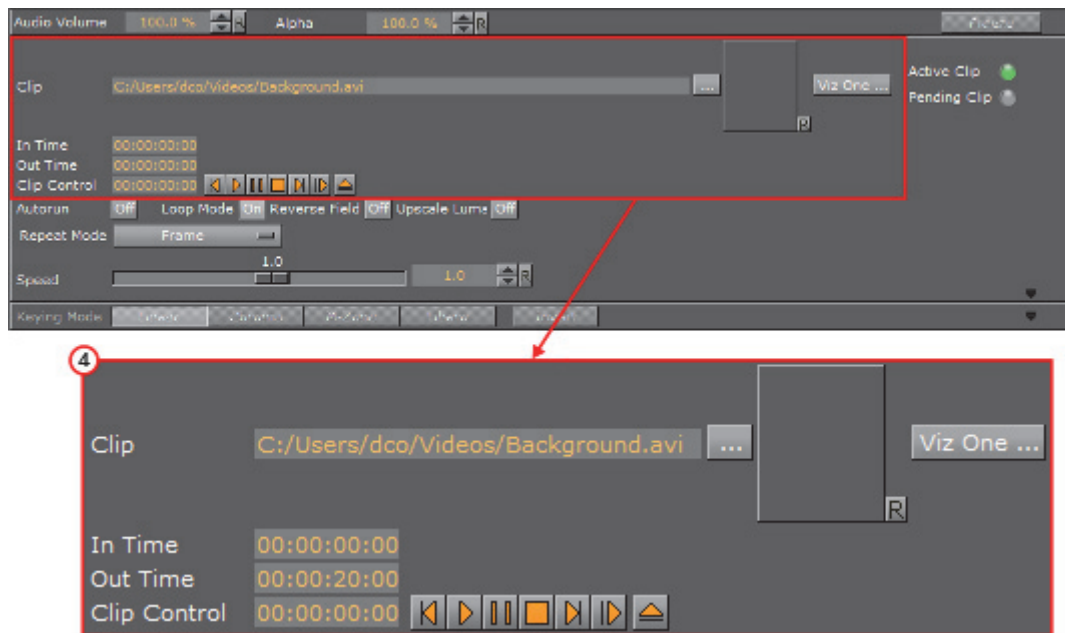 Audio Volume 100.0 % R Alpha 100.0 % R
Clip C:/Users/dco/Videos/Background.avi ... R Viz One ... Active Clip
Pending Clip
In Time 00:00:00:00
Out Time 00:00:00:00
Clip Control 00:00:00:00
Autorun Off Loop Mode On Reverse Field Off Upscale Luma Off
Repeat Mode Frame
1.0
Speed 1.0 R
Keying Mode
4
Clip C:/Users/dco/Videos/Background.avi ... Viz One ...
R
In Time 00:00:00:00
Out Time 00:00:20:00
Clip Control 00:00:00:00